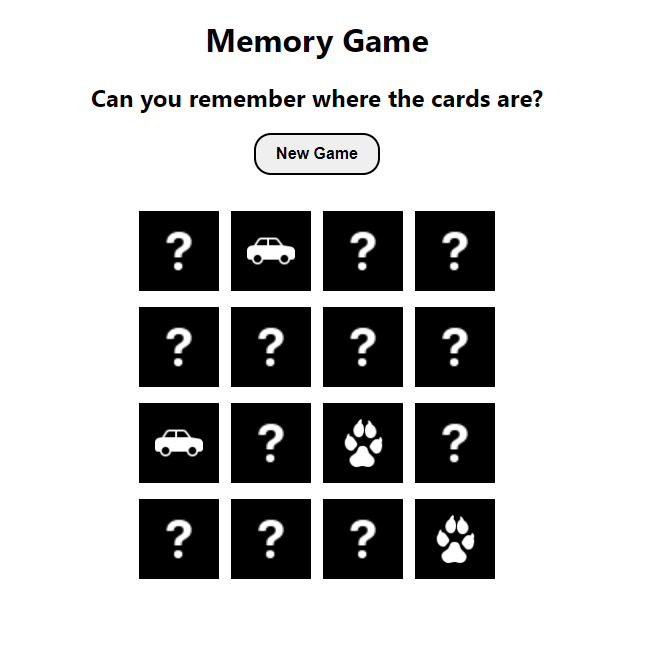 Memory Game
Can you remember where the cards are?
New Game
? ? ?
? ? ? ?
? ?
? ? ?